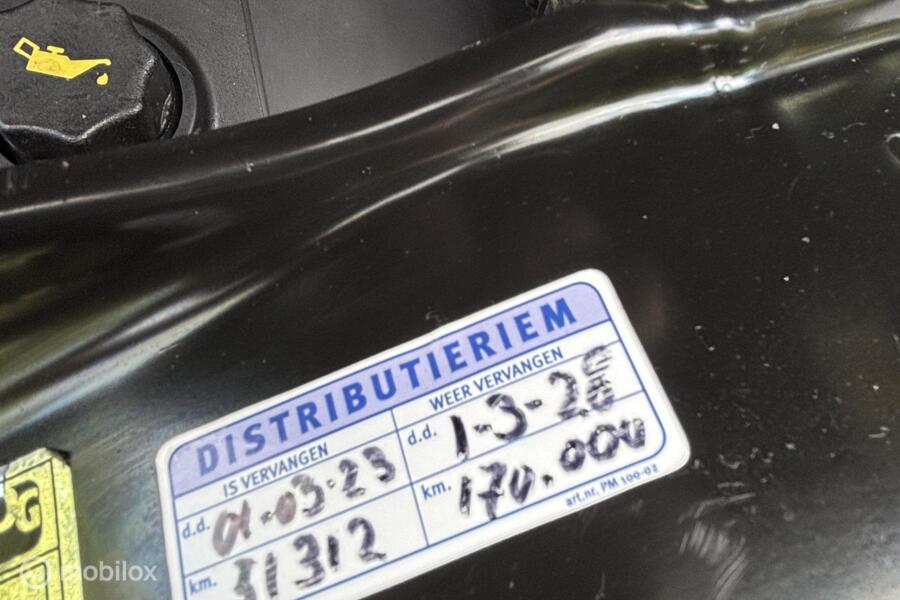 DISTRIBUTIERIEM
IS VERVANGEN
WEER VERVANGEN
d.d. 01-03-23
d.d. 1-3-28
km. 31312
km. 170.000
art.nr. PM 100-02
mobilox